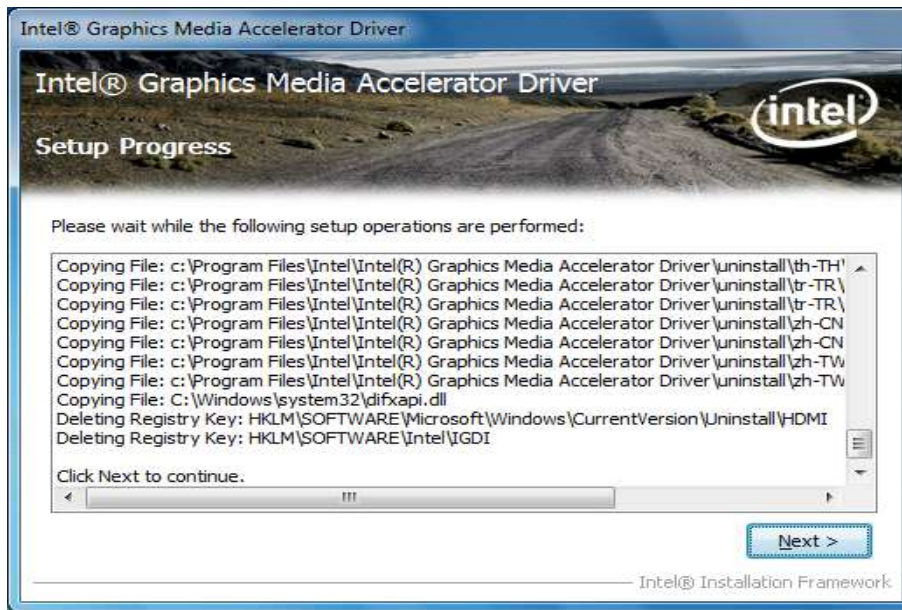 Intel® Graphics Media Accelerator Driver
Intel® Graphics Media Accelerator Driver
intel
Setup Progress
Please wait while the following setup operations are performed:
Copying File: c:\Program Files\Intel\Intel(R) Graphics Media Accelerator Driver\uninstall\th-TH\
Copying File: c:\Program Files\Intel\Intel(R) Graphics Media Accelerator Driver\uninstall\tr-TR\
Copying File: c:\Program Files\Intel\Intel(R) Graphics Media Accelerator Driver\uninstall\tr-TR\
Copying File: c:\Program Files\Intel\Intel(R) Graphics Media Accelerator Driver\uninstall\zh-CN
Copying File: c:\Program Files\Intel\Intel(R) Graphics Media Accelerator Driver\uninstall\zh-CN
Copying File: c:\Program Files\Intel\Intel(R) Graphics Media Accelerator Driver\uninstall\zh-TW
Copying File: c:\Program Files\Intel\Intel(R) Graphics Media Accelerator Driver\uninstall\zh-TW
Copying File: C:\Windows\system32\difxapi.dll
Deleting Registry Key: HKLM\SOFTWARE\Microsoft\Windows\CurrentVersion\Uninstall\HDMI
Deleting Registry Key: HKLM\SOFTWARE\Intel\IGDI
Click Next to continue.
Next >
Intel® Installation Framework